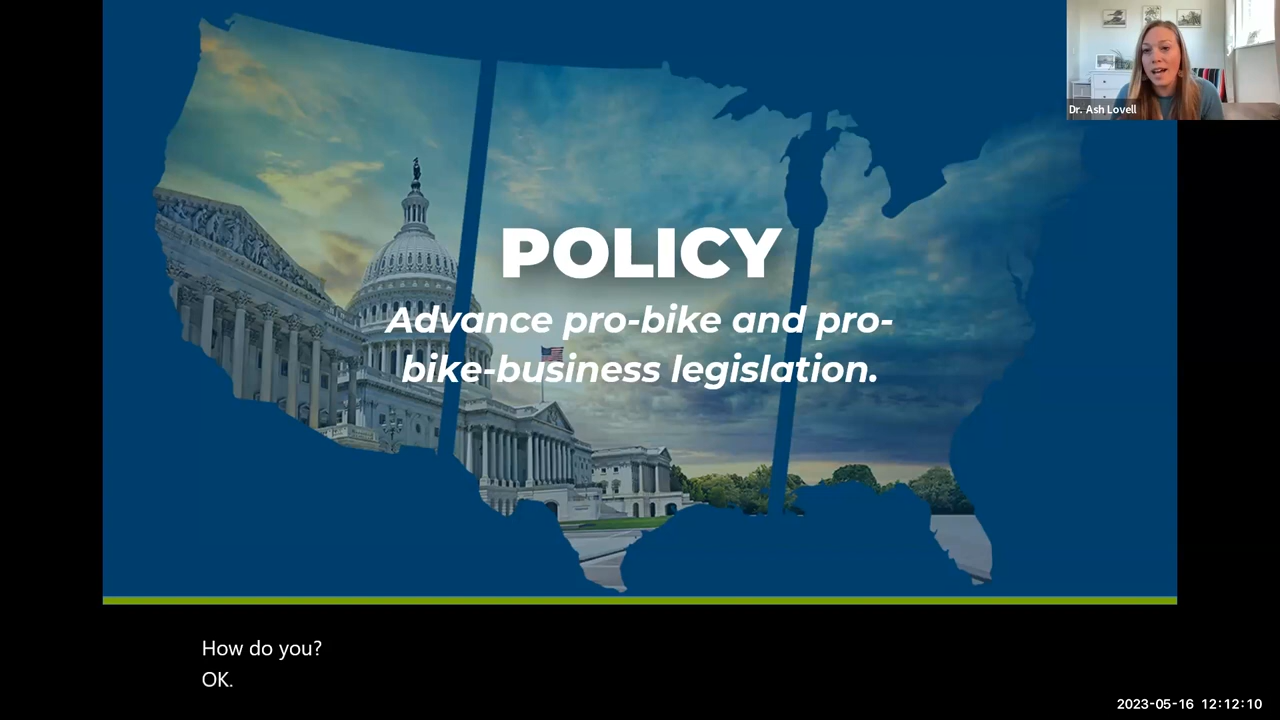 Dr. Ash Lovell
POLICY
Advance pro-bike and pro-
bike-business legislation.
How do you?
OK.
2023-05-16 12:12:10